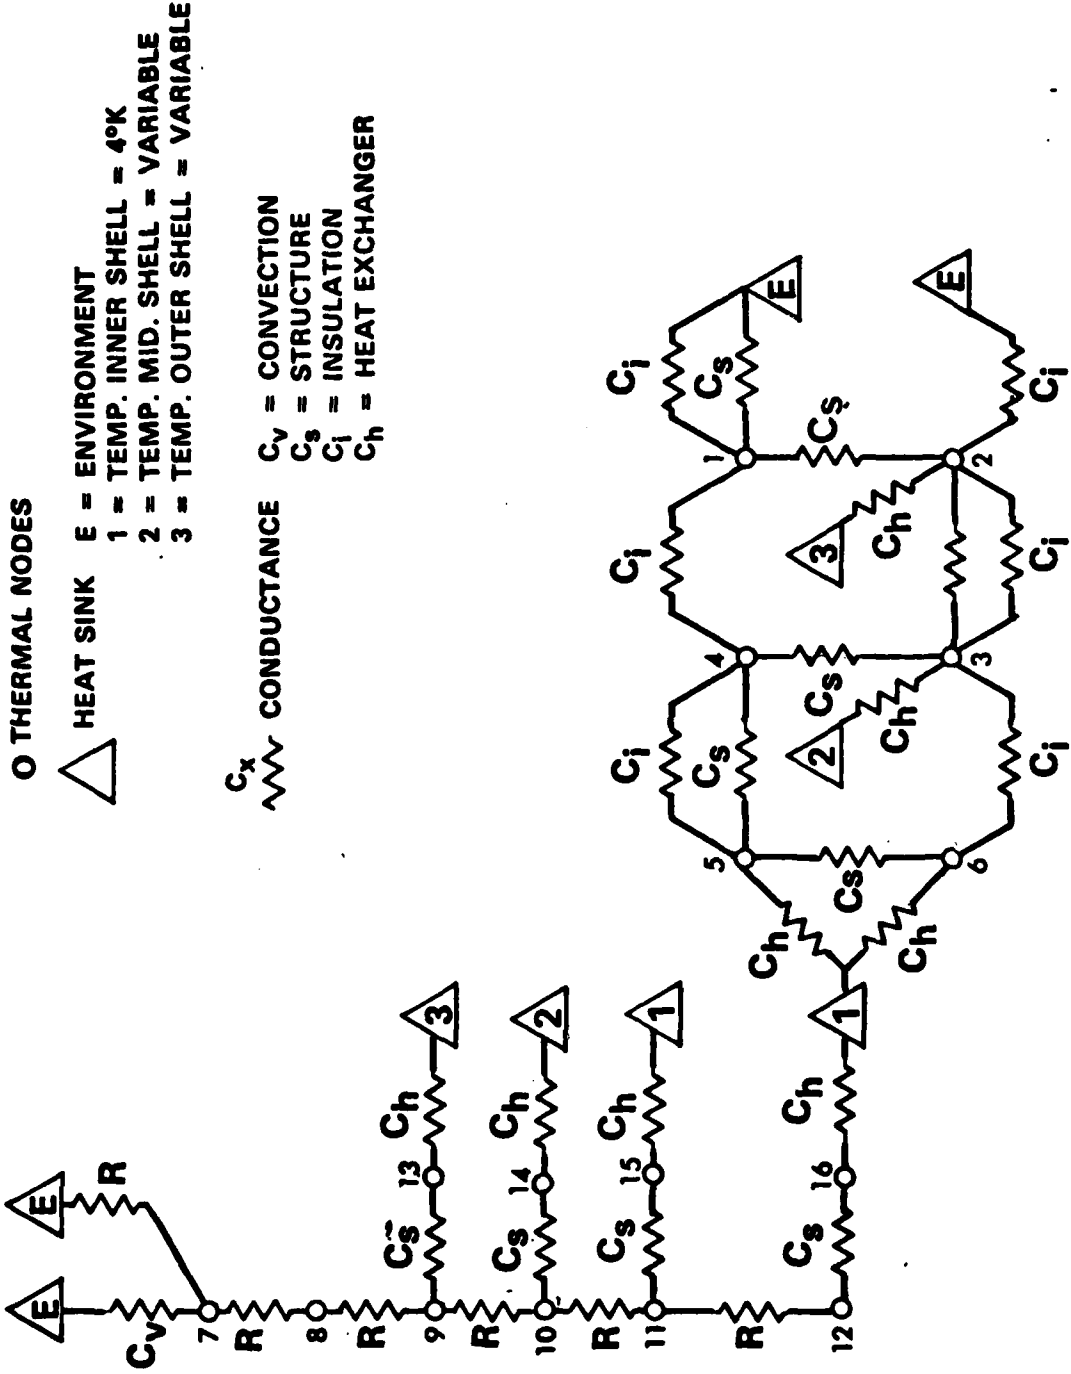 O THERMAL NODES
HEAT SINK E = ENVIRONMENT
1 = TEMP. INNER SHELL = 4°K
2 = TEMP. MID. SHELL = VARIABLE
3 = TEMP. OUTER SHELL = VARIABLE
Cx CONDUCTANCE Cv = CONVECTION
Cs = STRUCTURE
Ci = INSULATION
Ch = HEAT EXCHANGER
E
E
Cv
R
7
R
8
R
9
Cs
13
Ch
3
R
10
Cs
14
Ch
2
R
11
Cs
15
Ch
1
R
12
Cs
16
Ch
1
Ch
Ch
5
Cs
6
Ci
Cs
Ci
4
Cs
3
2
Ch
Ci
Ci
1
Cs
2
3
Ch
Ci
Cs
Ci
E
E